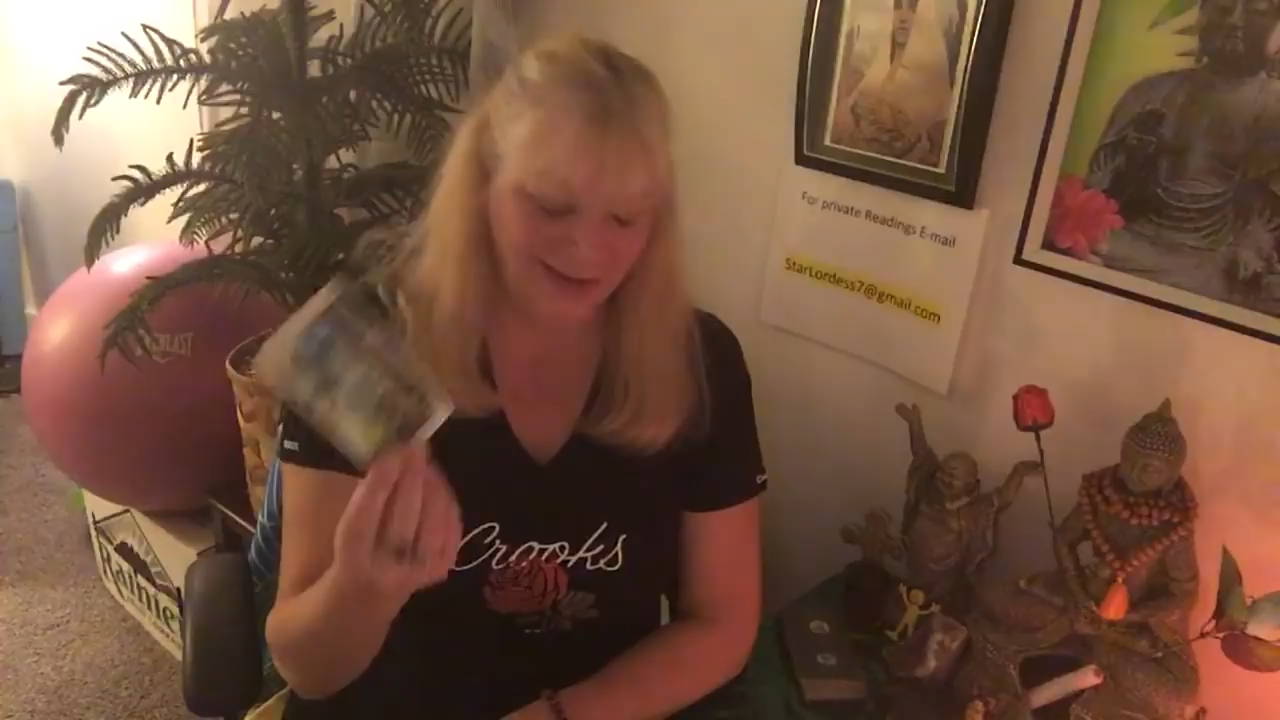 For private Readings E-mail
StarLordess7@gmail.com
EVERLAST
Crooks
Rainier